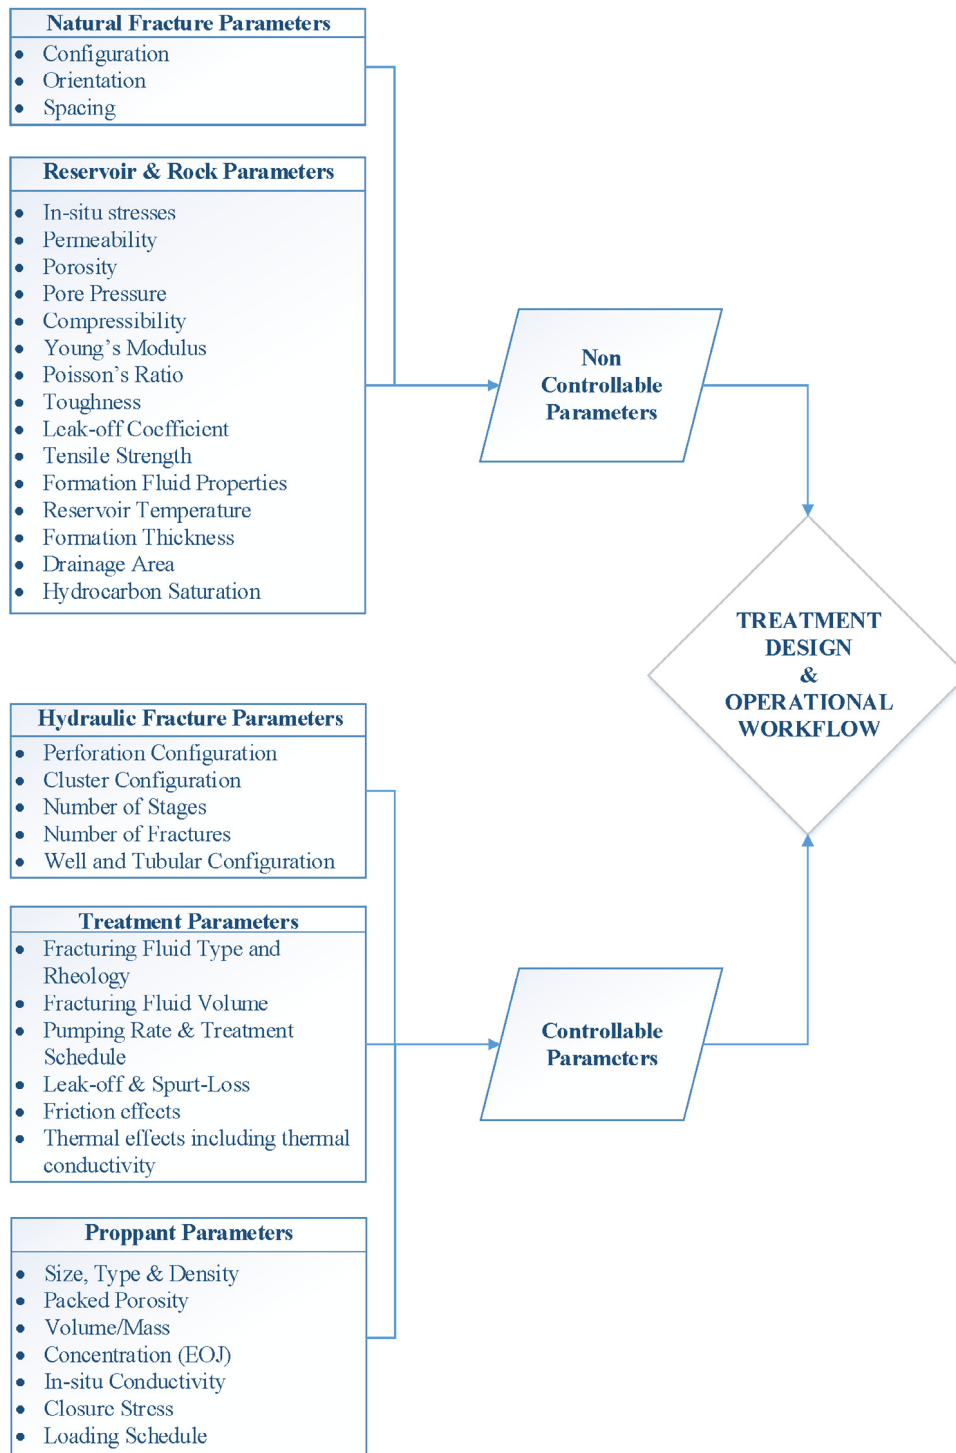 Natural Fracture Parameters
• Configuration
• Orientation
• Spacing
Reservoir & Rock Parameters
• In-situ stresses
• Permeability
• Porosity
• Pore Pressure
• Compressibility
• Young's Modulus
• Poisson's Ratio
• Toughness
• Leak-off Coefficient
• Tensile Strength
• Formation Fluid Properties
• Reservoir Temperature
• Formation Thickness
• Drainage Area
• Hydrocarbon Saturation
Non
Controllable
Parameters
TREATMENT
DESIGN
&
OPERATIONAL
WORKFLOW
Hydraulic Fracture Parameters
• Perforation Configuration
• Cluster Configuration
• Number of Stages
• Number of Fractures
• Well and Tubular Configuration
Treatment Parameters
• Fracturing Fluid Type and
Rheology
• Fracturing Fluid Volume
• Pumping Rate & Treatment
Schedule
• Leak-off & Spurt-Loss
• Friction effects
• Thermal effects including thermal
conductivity
Controllable
Parameters
Proppant Parameters
• Size, Type & Density
• Packed Porosity
• Volume/Mass
• Concentration (EOJ)
• In-situ Conductivity
• Closure Stress
• Loading Schedule